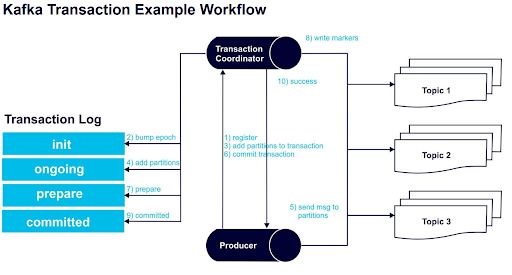 Kafka Transaction Example Workflow
8) write markers
Transaction
Coordinator
10) success
Topic 1
Transaction Log
init
2) bump epoch
1) register
3) add partitions to transaction
6) commit transaction
ongoing
4) add partitions
Topic 2
prepare
7) prepare
committed
9) committed
5) send msg to
partitions
Topic 3
Producer